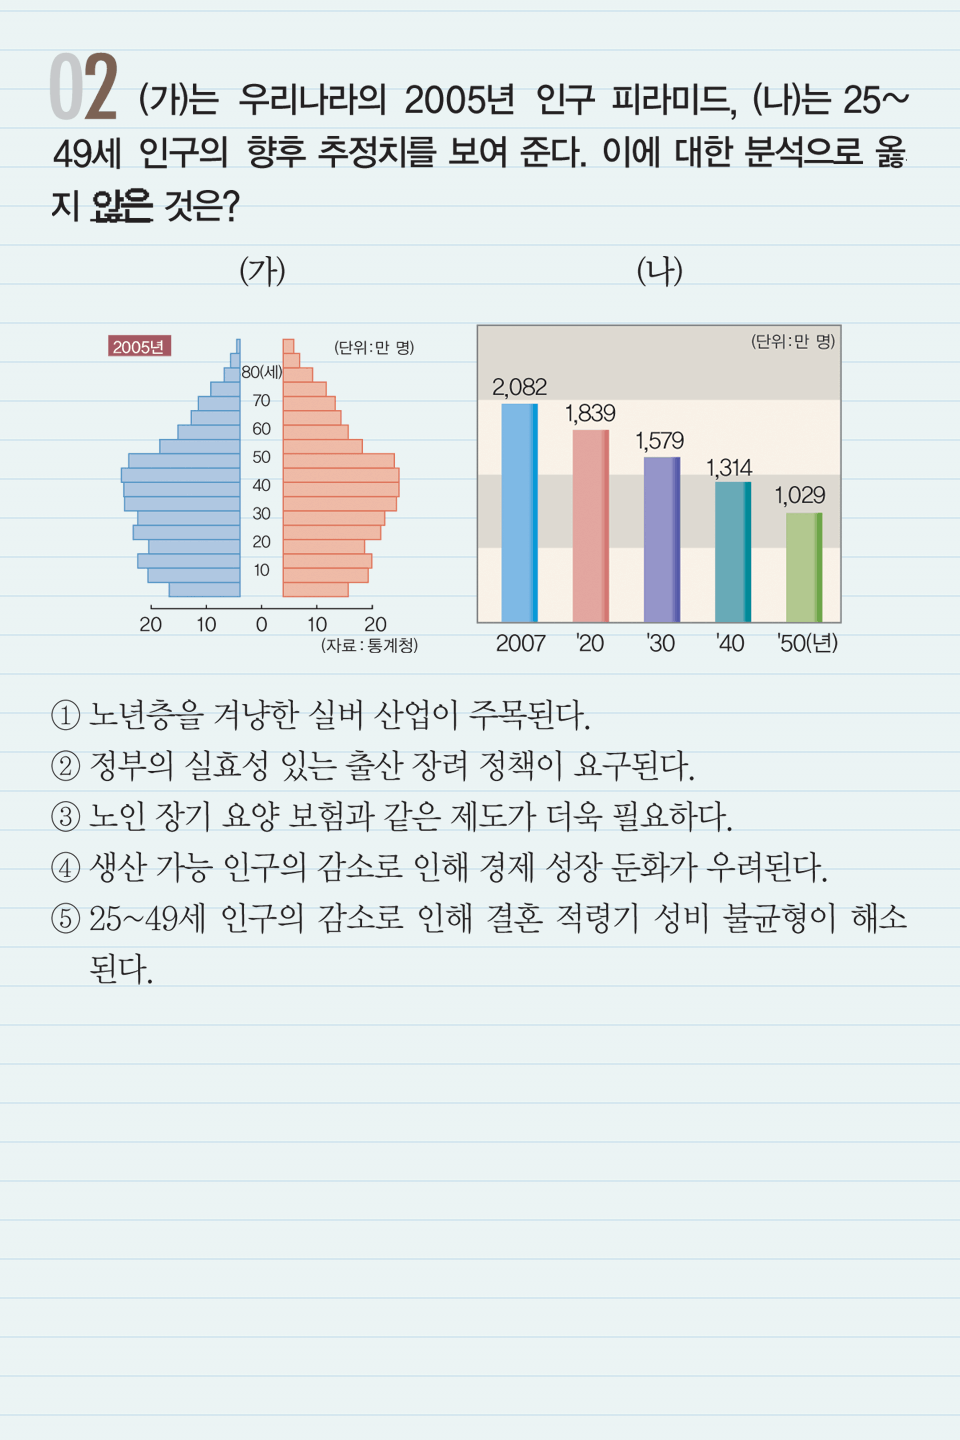 02 (가)는 우리나라의 2005년 인구 피라미드, (나)는 25~
49세 인구의 향후 추정치를 보여 준다. 이에 대한 분석으로 옳
지 않은 것은?
(가) (나)
2005년 (단위:만 명)
80(세)
70
60
50
40
30
20
10
20 10 0 10 20
(자료:통계청)
(단위:만 명)
2,082 1,839 1,579 1,314 1,029
2007 '20 '30 '40 '50(년)
① 노년층을 겨냥한 실버 산업이 주목된다.
② 정부의 실효성 있는 출산 장려 정책이 요구된다.
③ 노인 장기 요양 보험과 같은 제도가 더욱 필요하다.
④ 생산 가능 인구의 감소로 인해 경제 성장 둔화가 우려된다.
⑤ 25~49세 인구의 감소로 인해 결혼 적령기 성비 불균형이 해소
된다.